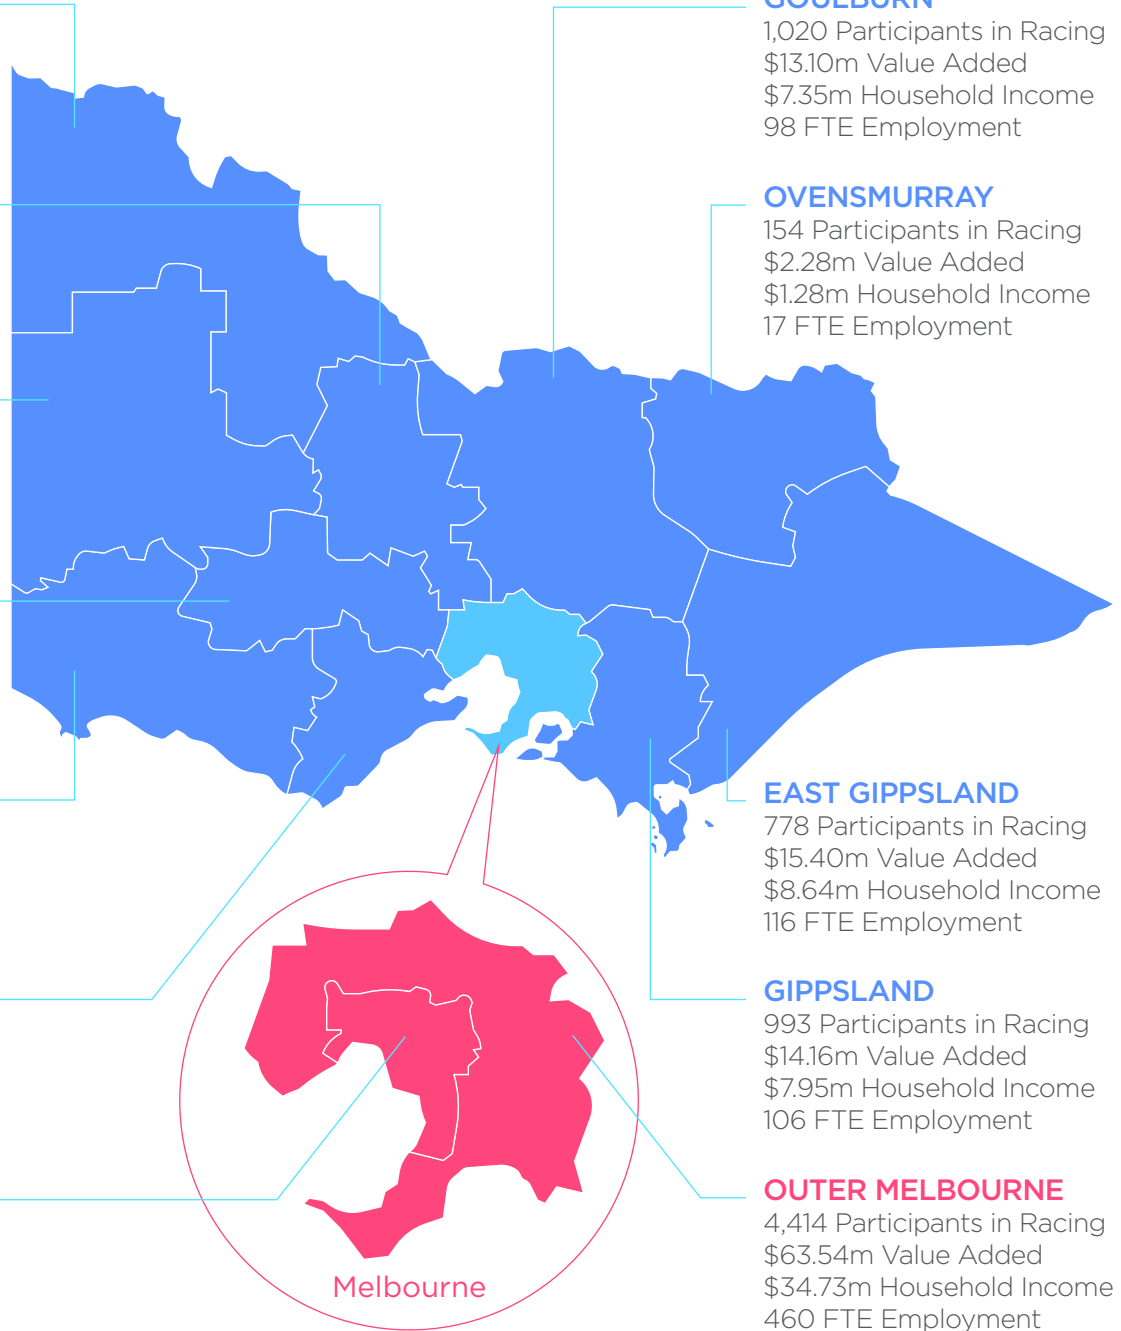 GOULBURN
1,020 Participants in Racing
$13.10m Value Added
$7.35m Household Income
98 FTE Employment
OVENSMURRAY
154 Participants in Racing
$2.28m Value Added
$1.28m Household Income
17 FTE Employment
EAST GIPPSLAND
778 Participants in Racing
$15.40m Value Added
$8.64m Household Income
116 FTE Employment
GIPPSLAND
993 Participants in Racing
$14.16m Value Added
$7.95m Household Income
106 FTE Employment
OUTER MELBOURNE
4,414 Participants in Racing
$63.54m Value Added
$34.73m Household Income
460 FTE Employment
Melbourne